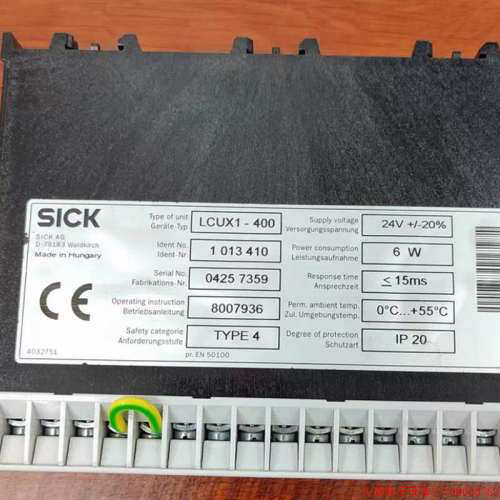 SICK
SICK AG
D-79183 Waldkirch
Made in Hungary
CE
4032751
Type of unit
Geräte-Typ
LCUX1 - 400
Ident No.
Ident-Nr
1 013 410
Serial No.
Fabrikations-Nr.
0425 7359
Operating instruction
Betriebsanleitung
8007936
Safety categorie
Anforderungsstufe
TYPE 4
pr. EN 50100
Supply voltage
Versorgungsspannung
24V +/-20%
Power consumption
Leistungsaufnahme
6 W
Response time
Ansprechzeit
≤ 15ms
Perm. ambient temp.
Zul. Umgebungstemp.
0°C...+55°C
Degree of protection
Schutzart
IP 20